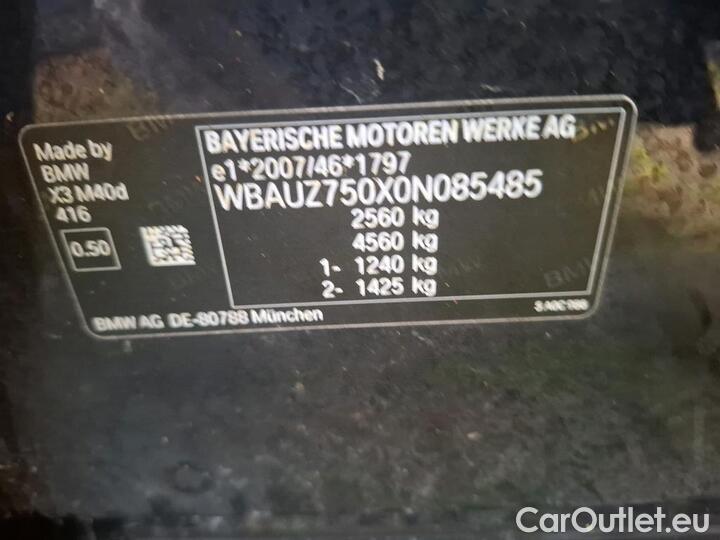 Made by
BMW
X3 M40d
416
0.50
BAYERISCHE MOTOREN WERKE AG
e1*2007/46*1797
WBAUZ750X0N085485
2560 kg
4560 kg
1- 1240 kg
2- 1425 kg
BMW AG DE-80788 München
CarOutlet.eu